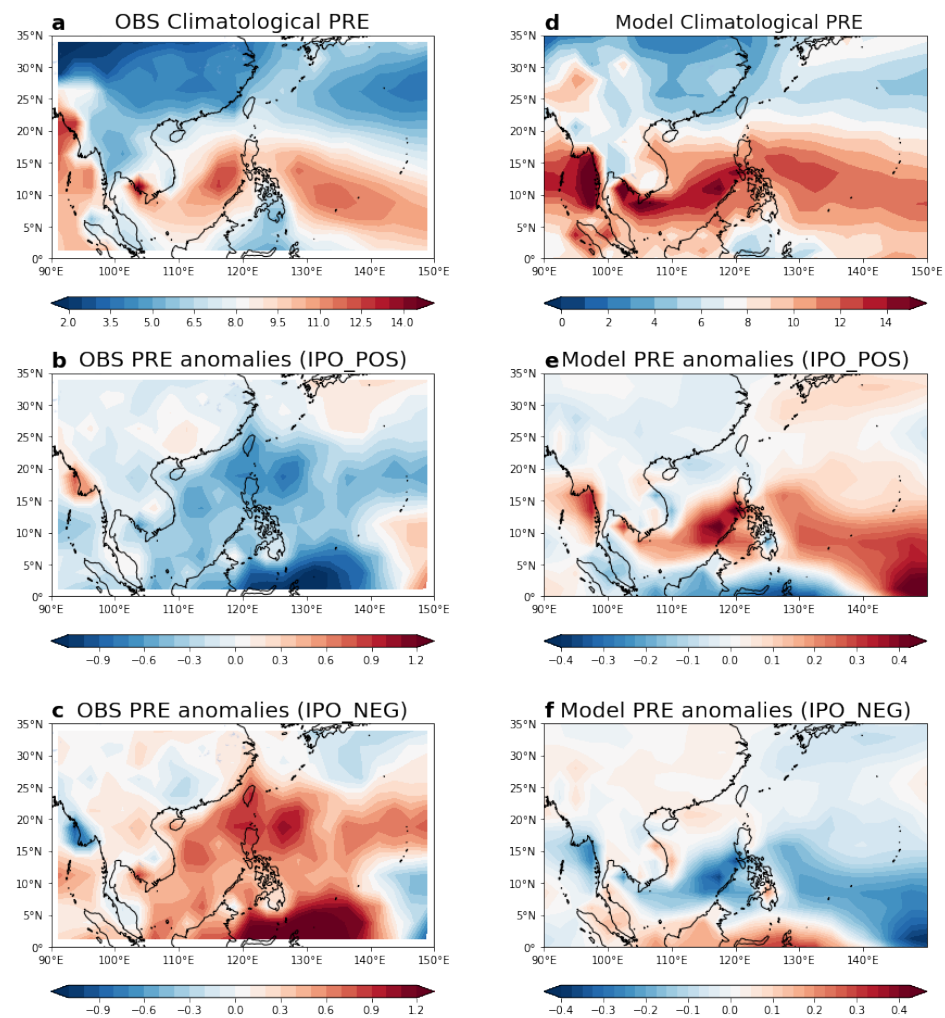 a OBS Climatological PRE
35°N
30°N
25°N
20°N
15°N
10°N
5°N
0°
90°E 100°E 110°E 120°E 130°E 140°E 150°E
2.0 3.5 5.0 6.5 8.0 9.5 11.0 12.5 14.0
d Model Climatological PRE
35°N
30°N
25°N
20°N
15°N
10°N
5°N
0°
90°E 100°E 110°E 120°E 130°E 140°E 150°E
0 2 4 6 8 10 12 14
b OBS PRE anomalies (IPO_POS)
35°N
30°N
25°N
20°N
15°N
10°N
5°N
0°
90°E 100°E 110°E 120°E 130°E 140°E 150°E
−0.9 −0.6 −0.3 0.0 0.3 0.6 0.9 1.2
e Model PRE anomalies (IPO_POS)
35°N
30°N
25°N
20°N
15°N
10°N
5°N
0°
90°E 100°E 110°E 120°E 130°E 140°E
−0.4 −0.3 −0.2 −0.1 0.0 0.1 0.2 0.3 0.4
c OBS PRE anomalies (IPO_NEG)
35°N
30°N
25°N
20°N
15°N
10°N
5°N
0°
90°E 100°E 110°E 120°E 130°E 140°E 150°E
−0.9 −0.6 −0.3 0.0 0.3 0.6 0.9 1.2
f Model PRE anomalies (IPO_NEG)
35°N
30°N
25°N
20°N
15°N
10°N
5°N
0°
90°E 100°E 110°E 120°E 130°E 140°E
−0.4 −0.3 −0.2 −0.1 0.0 0.1 0.2 0.3 0.4